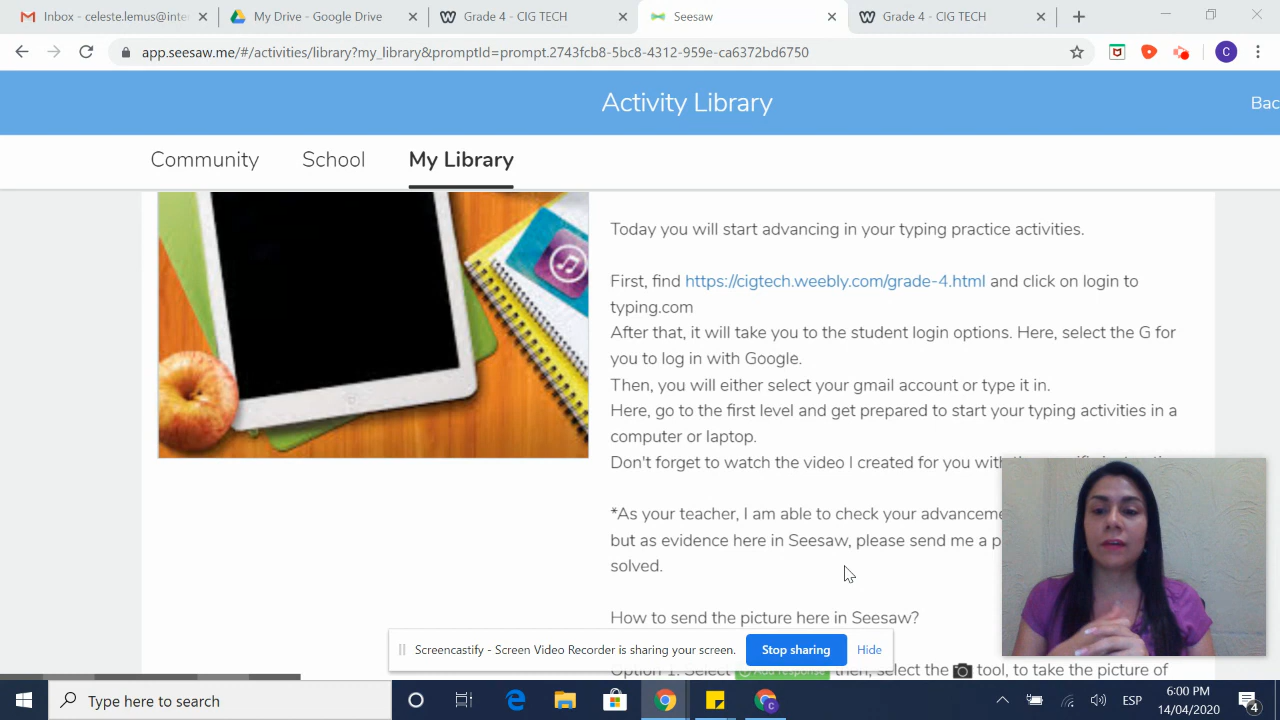 Inbox - celeste.lemus@inte
My Drive - Google Drive
Grade 4 - CIG TECH
Seesaw
Grade 4 - CIG TECH
app.seesaw.me/#/activities/library?my_library&promptId=prompt.2743fcb8-5bc8-4312-959e-ca6372bd6750
C
Activity Library
Bac
Community
School
My Library
Today you will start advancing in your typing practice activities.
First, find https://cigtech.weebly.com/grade-4.html and click on login to
typing.com
After that, it will take you to the student login options. Here, select the G for
you to log in with Google.
Then, you will either select your gmail account or type it in.
Here, go to the first level and get prepared to start your typing activities in a
computer or laptop.
Don't forget to watch the video I created for you with
*As your teacher, I am able to check your advanceme
but as evidence here in Seesaw, please send me a p
solved.
How to send the picture here in Seesaw?
Screencastify - Screen Video Recorder is sharing your screen.
Stop sharing
Hide
Option 1. Select Add response then, select the tool, to take the picture of
Type here to search
C
ESP
6:00 PM
14/04/2020
4